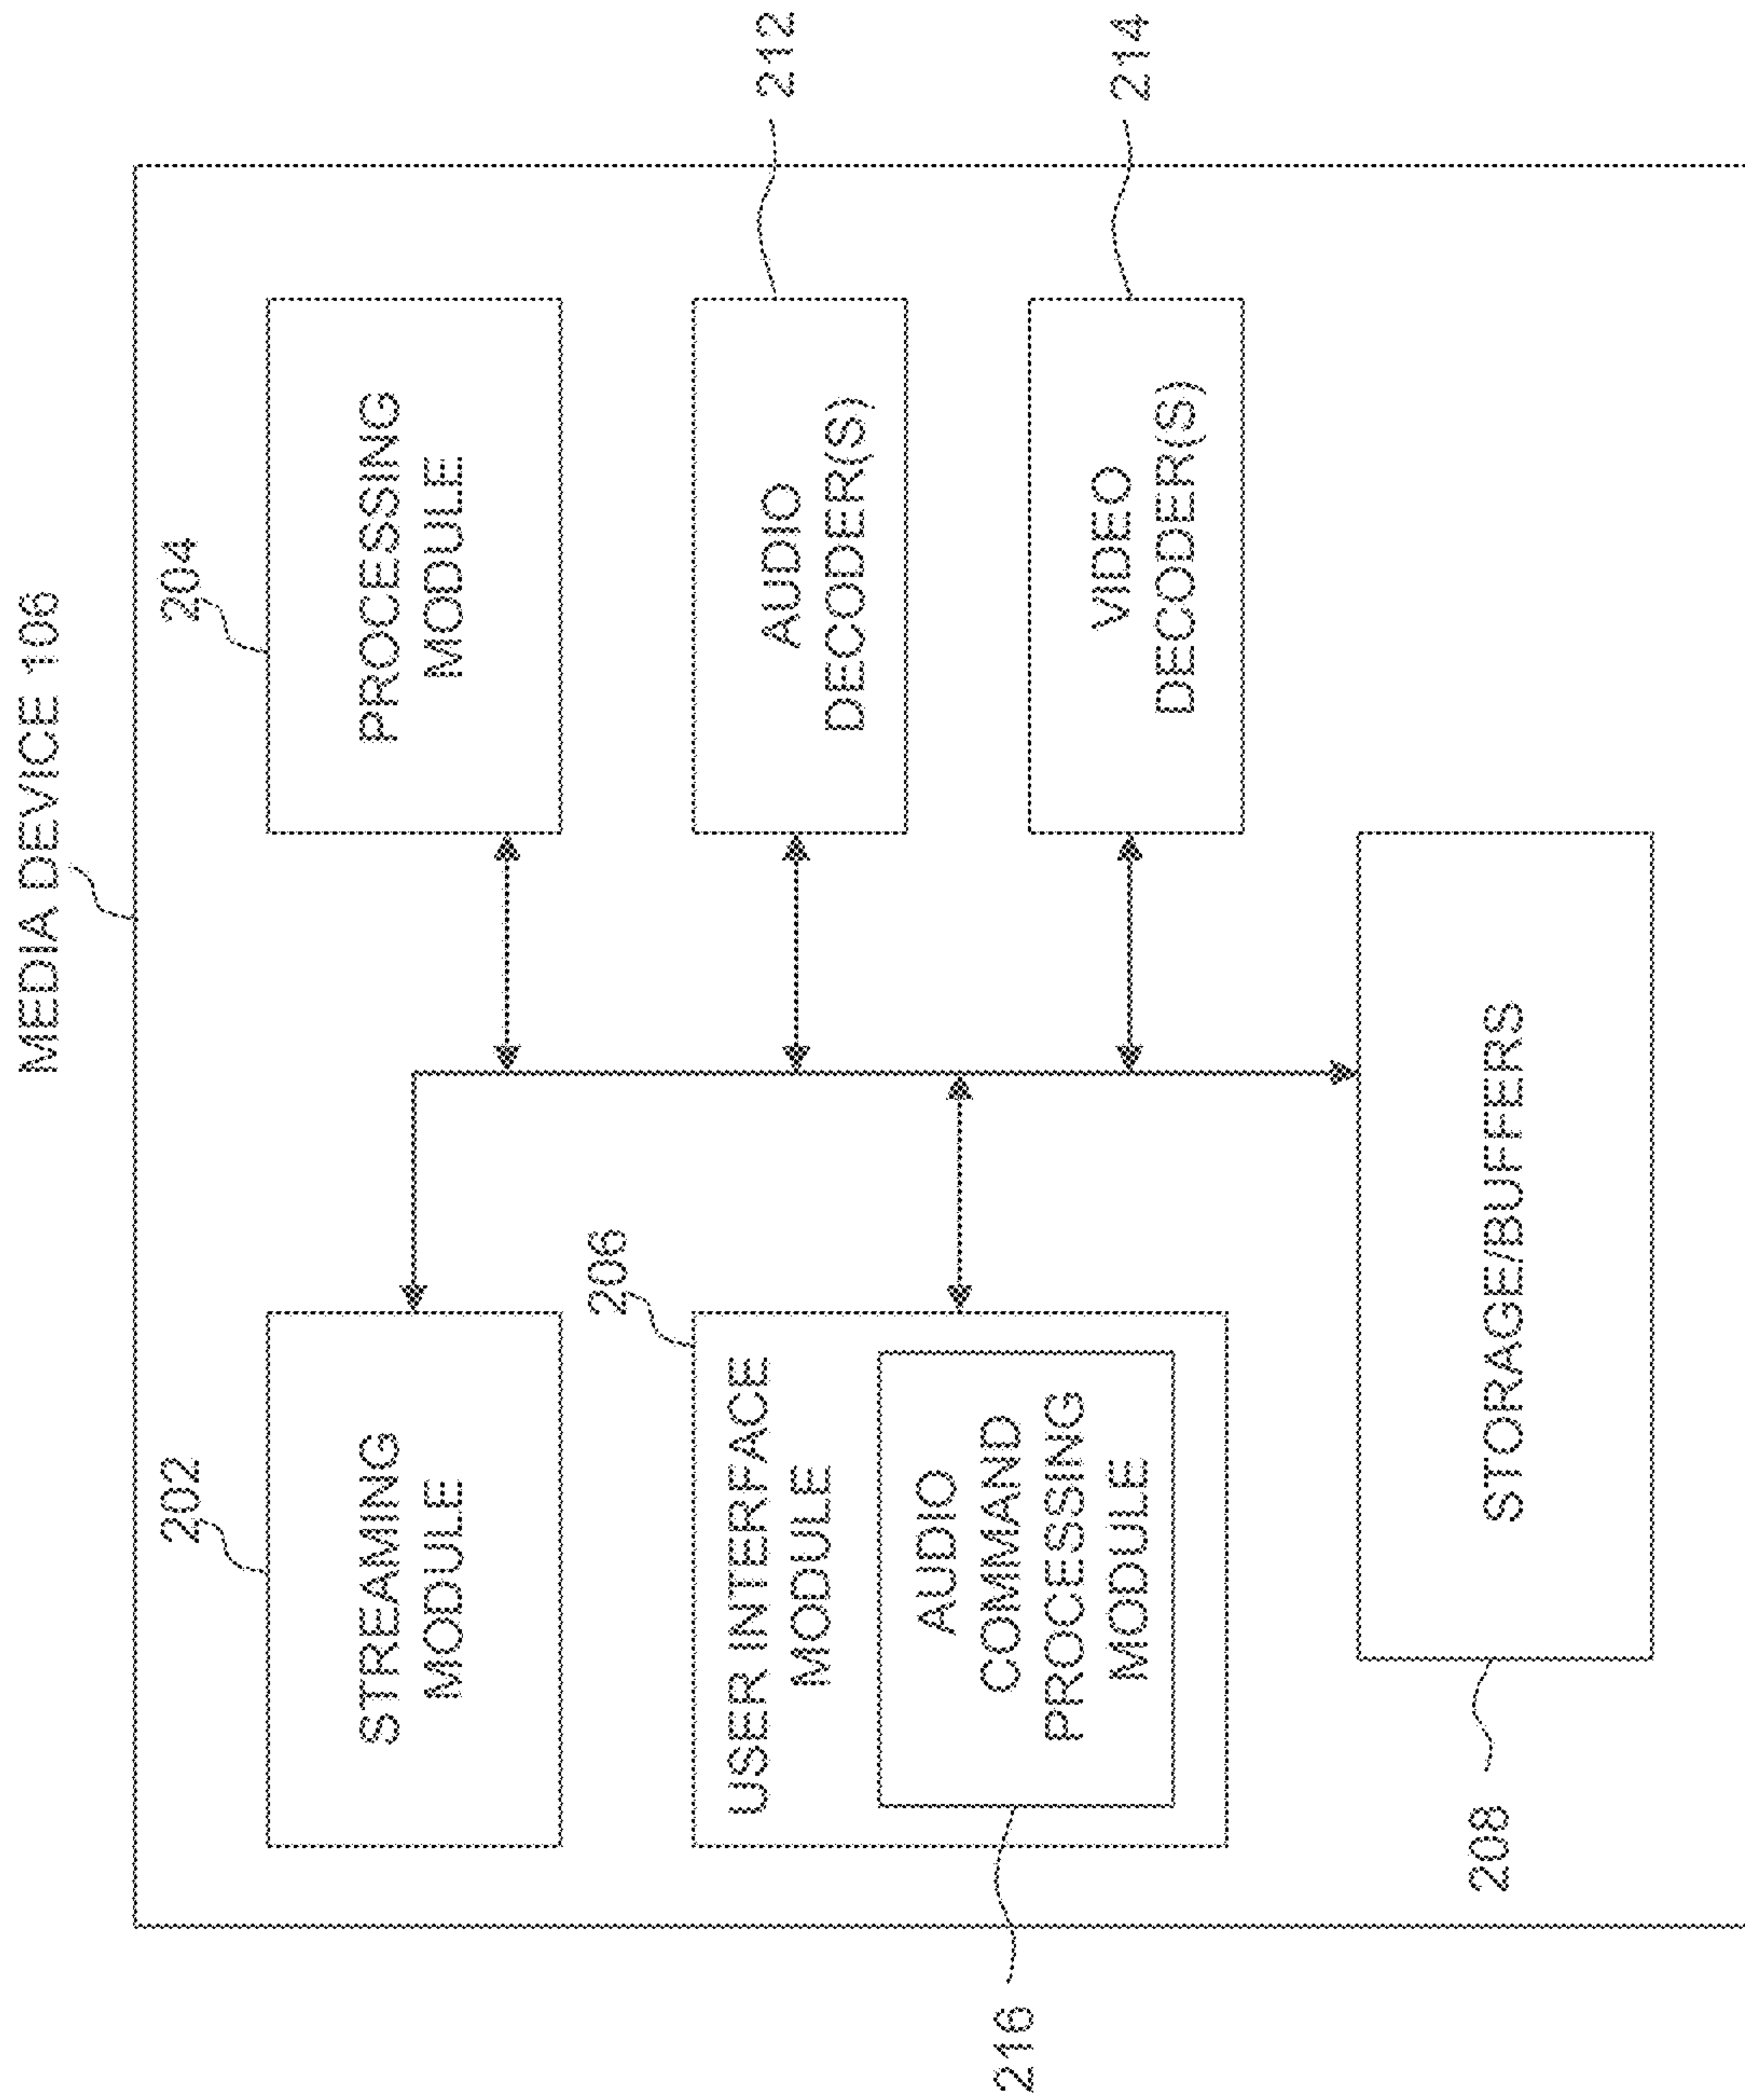 MEDIA DEVICE 106
202
STREAMING
MODULE
204
PROCESSING
MODULE
206
USER INTERFACE
MODULE
216
AUDIO
COMMAND
PROCESSING
MODULE
212
AUDIO
DECODER(S)
214
VIDEO
DECODER(S)
208
STORAGE/BUFFERS